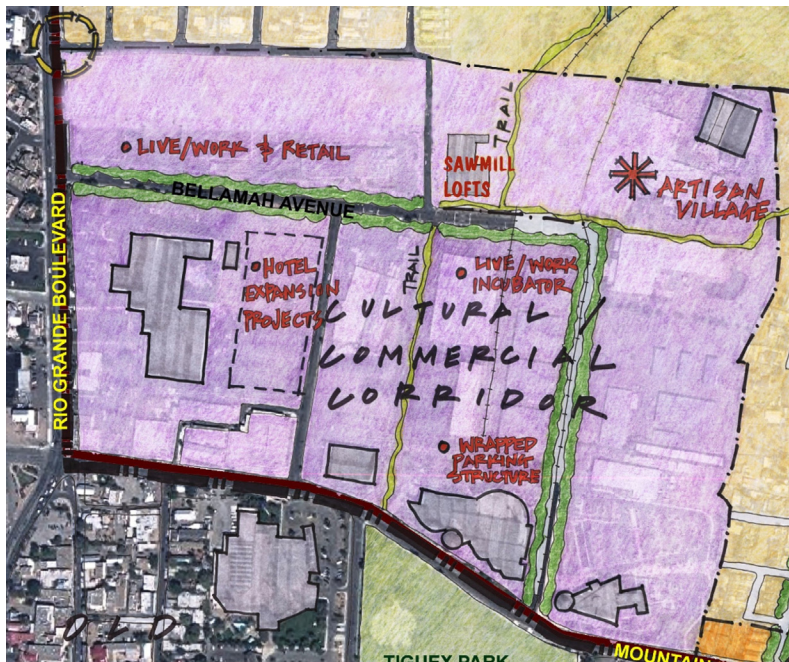 LIVE/WORK & RETAIL
TRAIL
SAWMILL
LOFTS
ARTISAN
VILLAGE
BELLAMAH AVENUE
RIO GRANDE BOULEVARD
HOTEL
EXPANSION
PROJECTS
TRAIL
LIVE/WORK
INCUBATOR
CULTURAL /
COMMERCIAL
CORRIDOR
WRAPPED
PARKING
STRUCTURE
OLD
TIGUEX PARK
MOUNTAIN